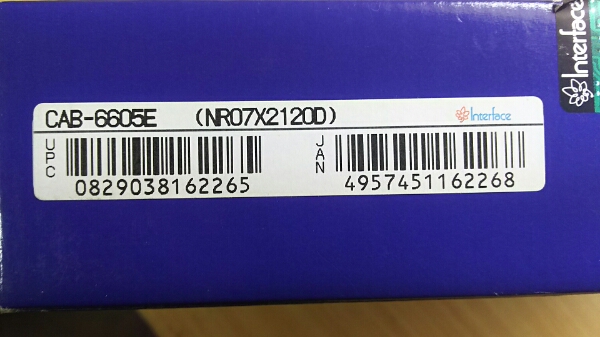 CAB-6605E (NR07X2120D) Interface
UPC 0829038162265
JAN 4957451162268
Interface